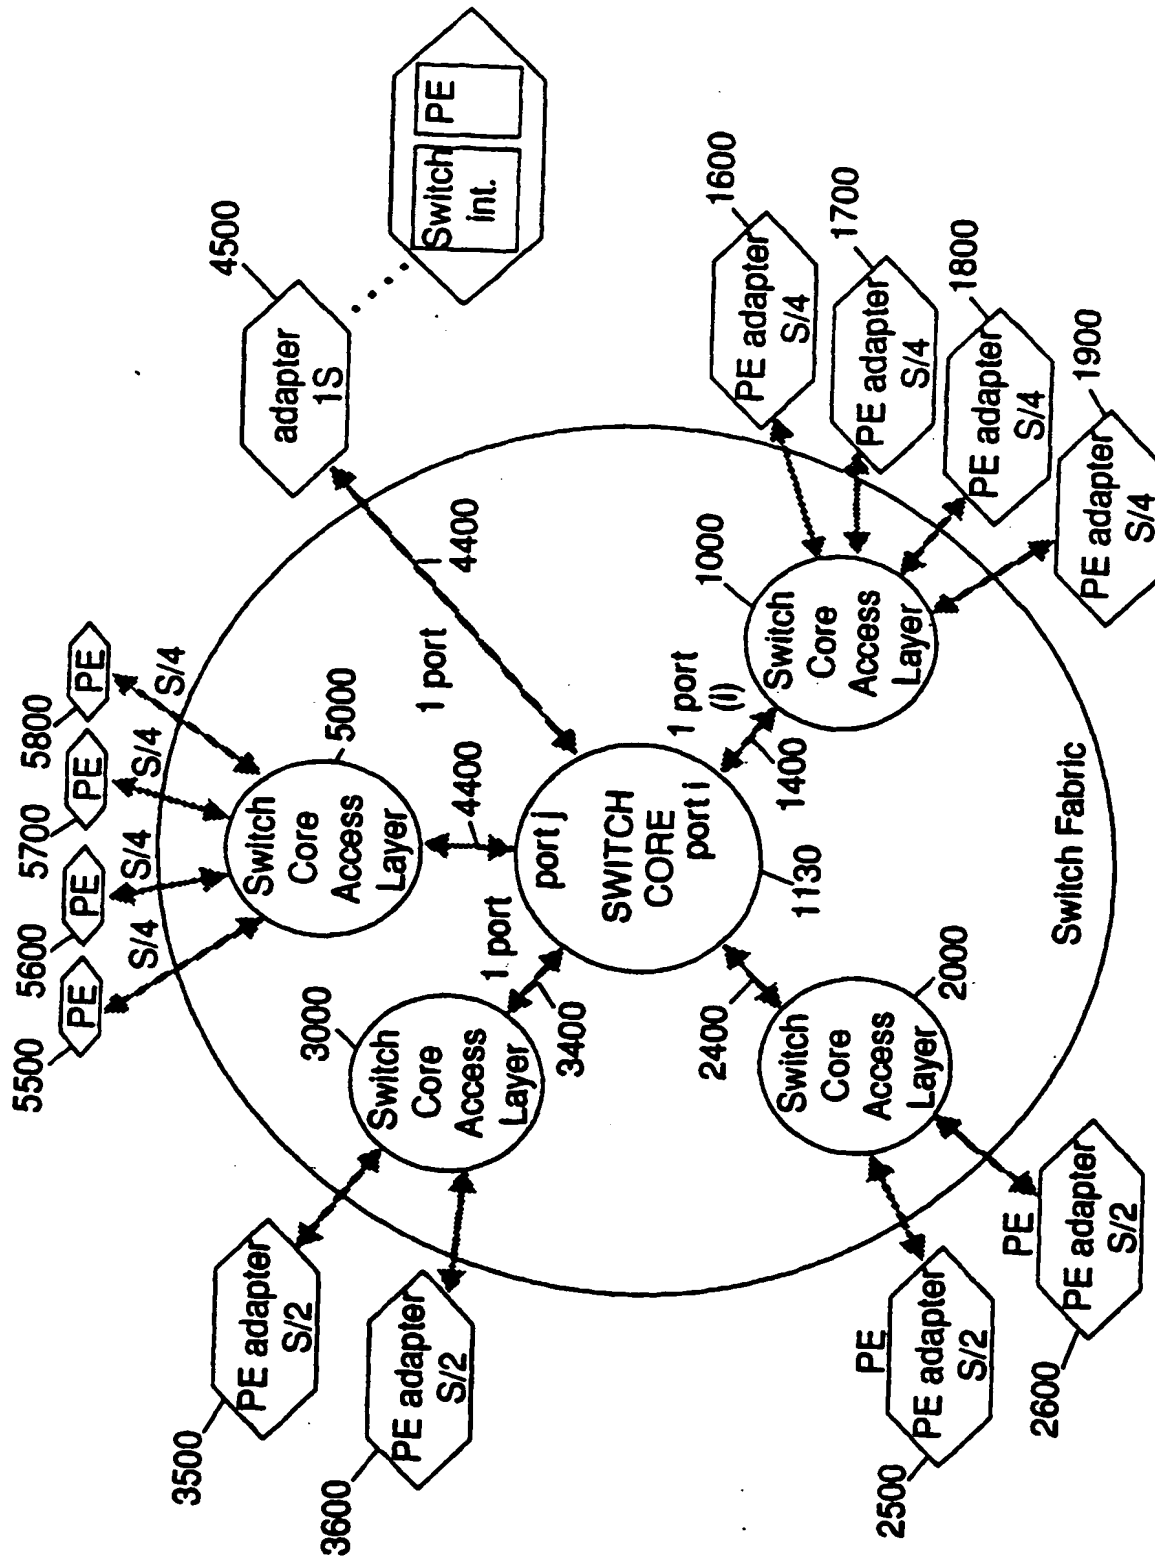 5500
PE
S/4
5600
PE
S/4
5700
PE
S/4
5800
PE
S/4
Switch
Core
Access
Layer
5000
4400
1 port
4400
4500
adapter
1S
Switch
int.
PE
3500
PE adapter
S/2
3600
PE adapter
S/2
3000
Switch
Core
Access
Layer
1 port
3400
port j
SWITCH
CORE
port i
1130
1 port
(i)
1400
1000
Switch
Core
Access
Layer
1600
PE adapter
S/4
1700
PE adapter
S/4
1800
PE adapter
S/4
1900
PE adapter
S/4
2400
2000
Switch
Core
Access
Layer
PE
PE adapter
S/2
2500
PE
PE adapter
S/2
2600
Switch Fabric